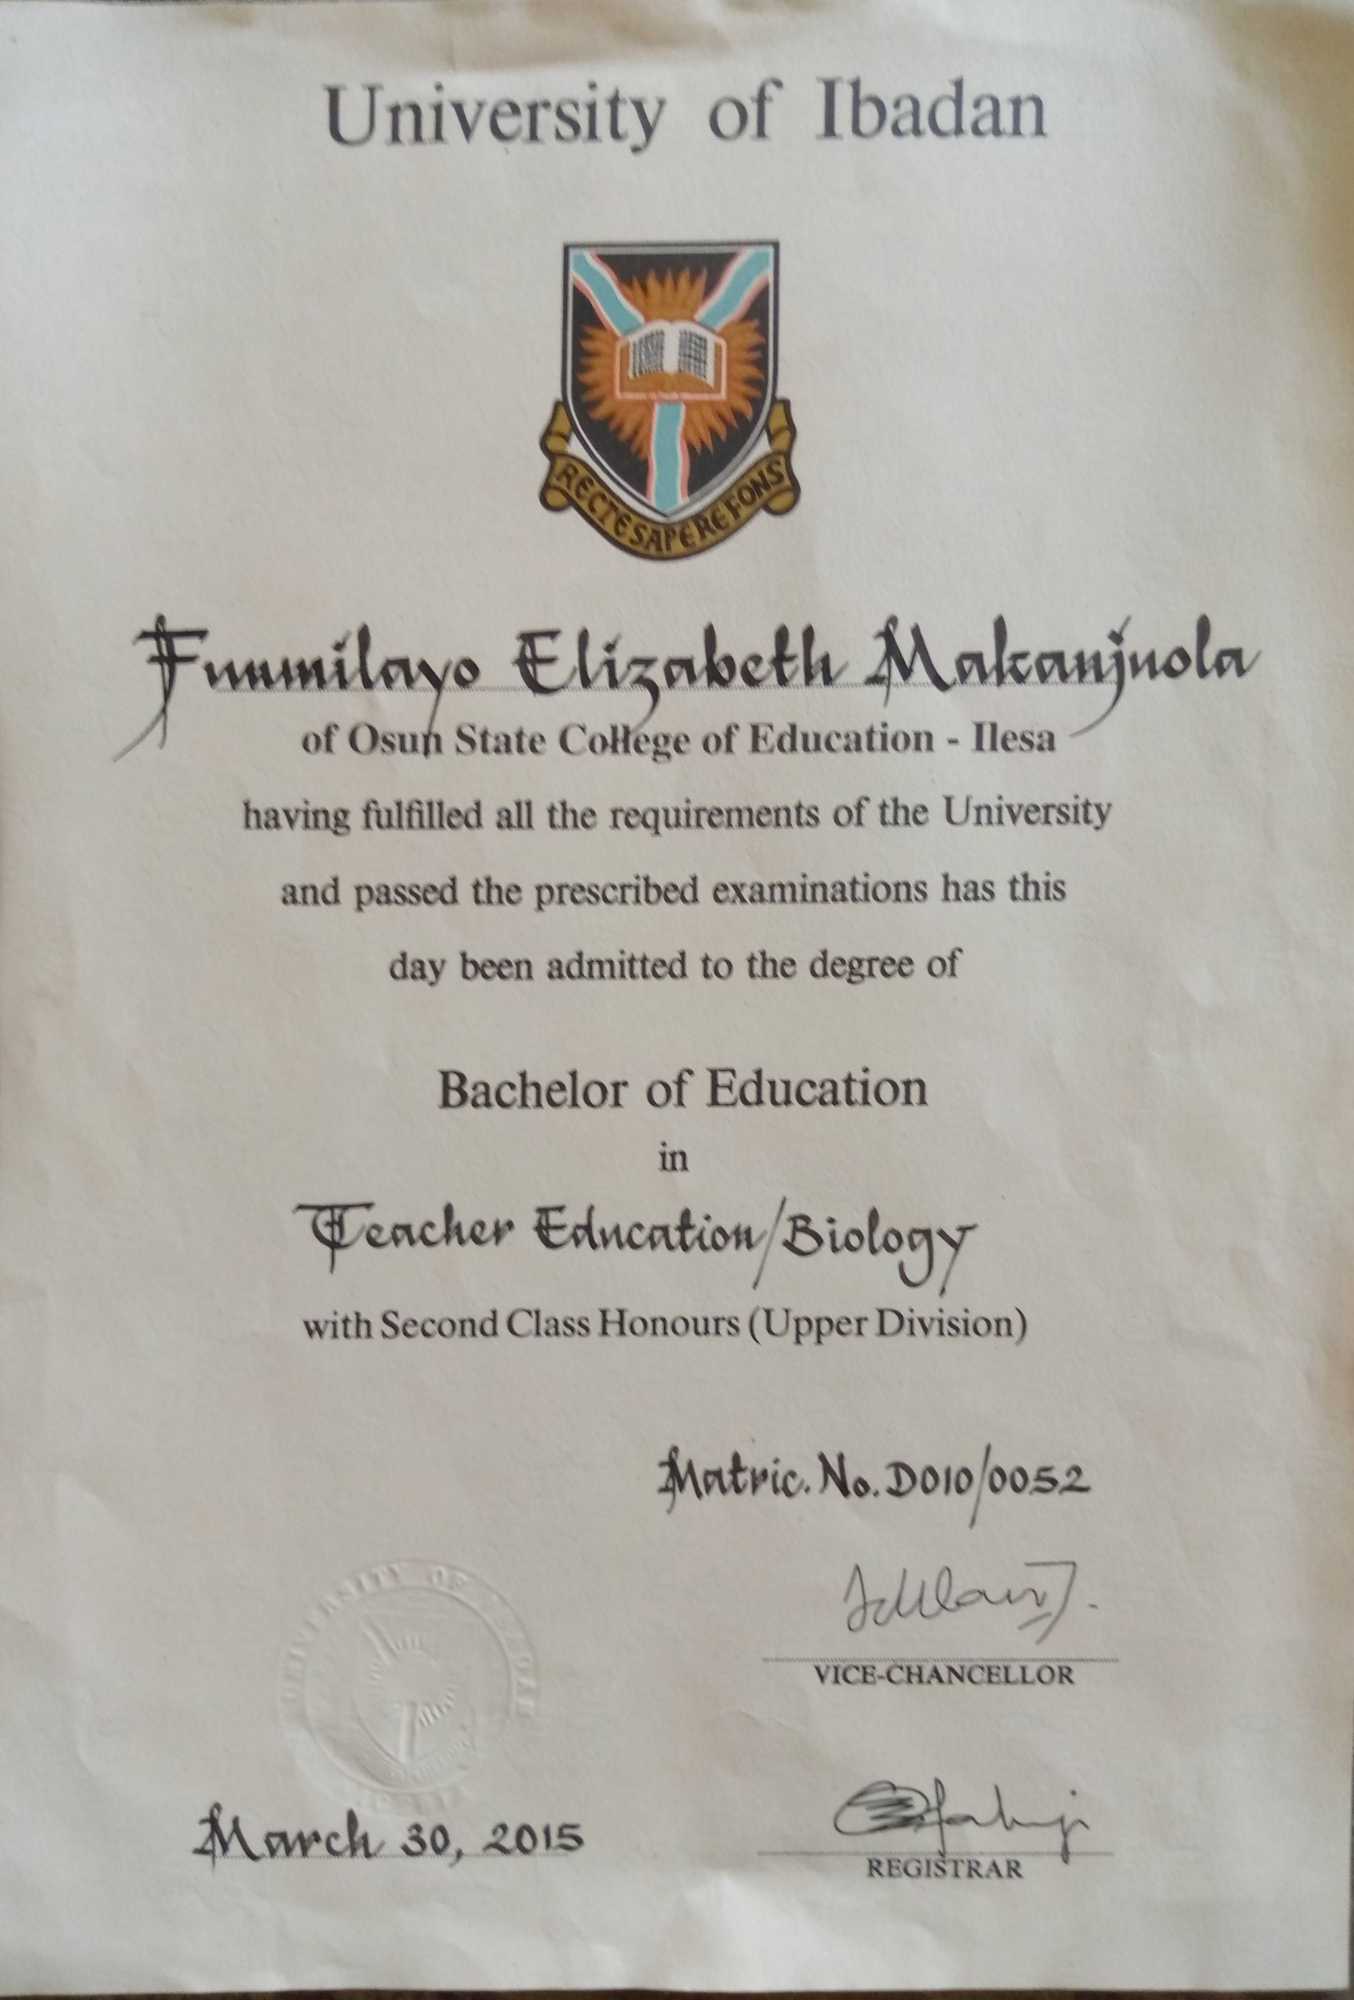 University of Ibadan
RECTE SAPERE FONS
Funmilayo Elizabeth Makanjuola
of Osun State College of Education - Ilesa
having fulfilled all the requirements of the University
and passed the prescribed examinations has this
day been admitted to the degree of
Bachelor of Education
in
Teacher Education/Biology
with Second Class Honours (Upper Division)
Matric. No. D010/0052
UNIVERSITY OF
VICE-CHANCELLOR
March 30, 2015
REGISTRAR